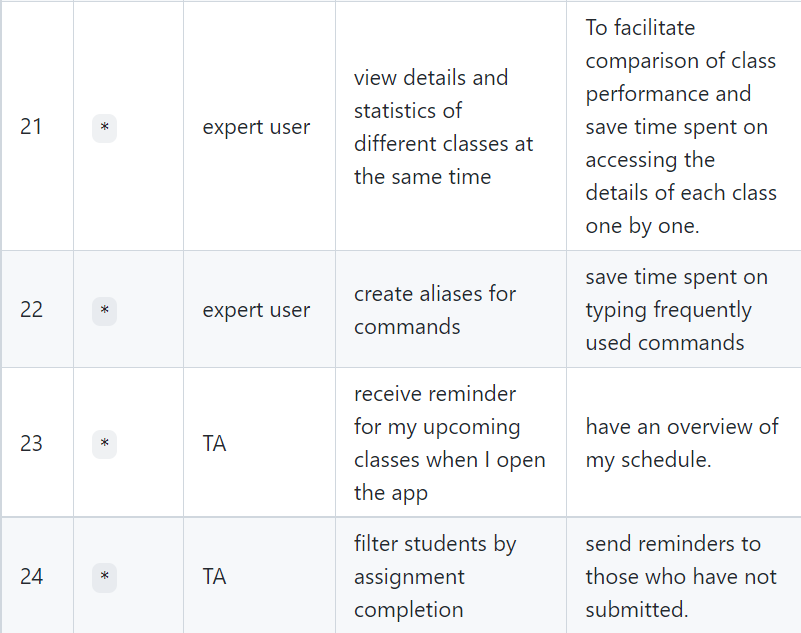 21
*
expert user
view details and
statistics of
different classes at
the same time
To facilitate
comparison of class
performance and
save time spent on
accessing the
details of each class
one by one.
22
*
expert user
create aliases for
commands
save time spent on
typing frequently
used commands
23
*
TA
receive reminder
for my upcoming
classes when I open
the app
have an overview of
my schedule.
24
*
TA
filter students by
assignment
completion
send reminders to
those who have not
submitted.